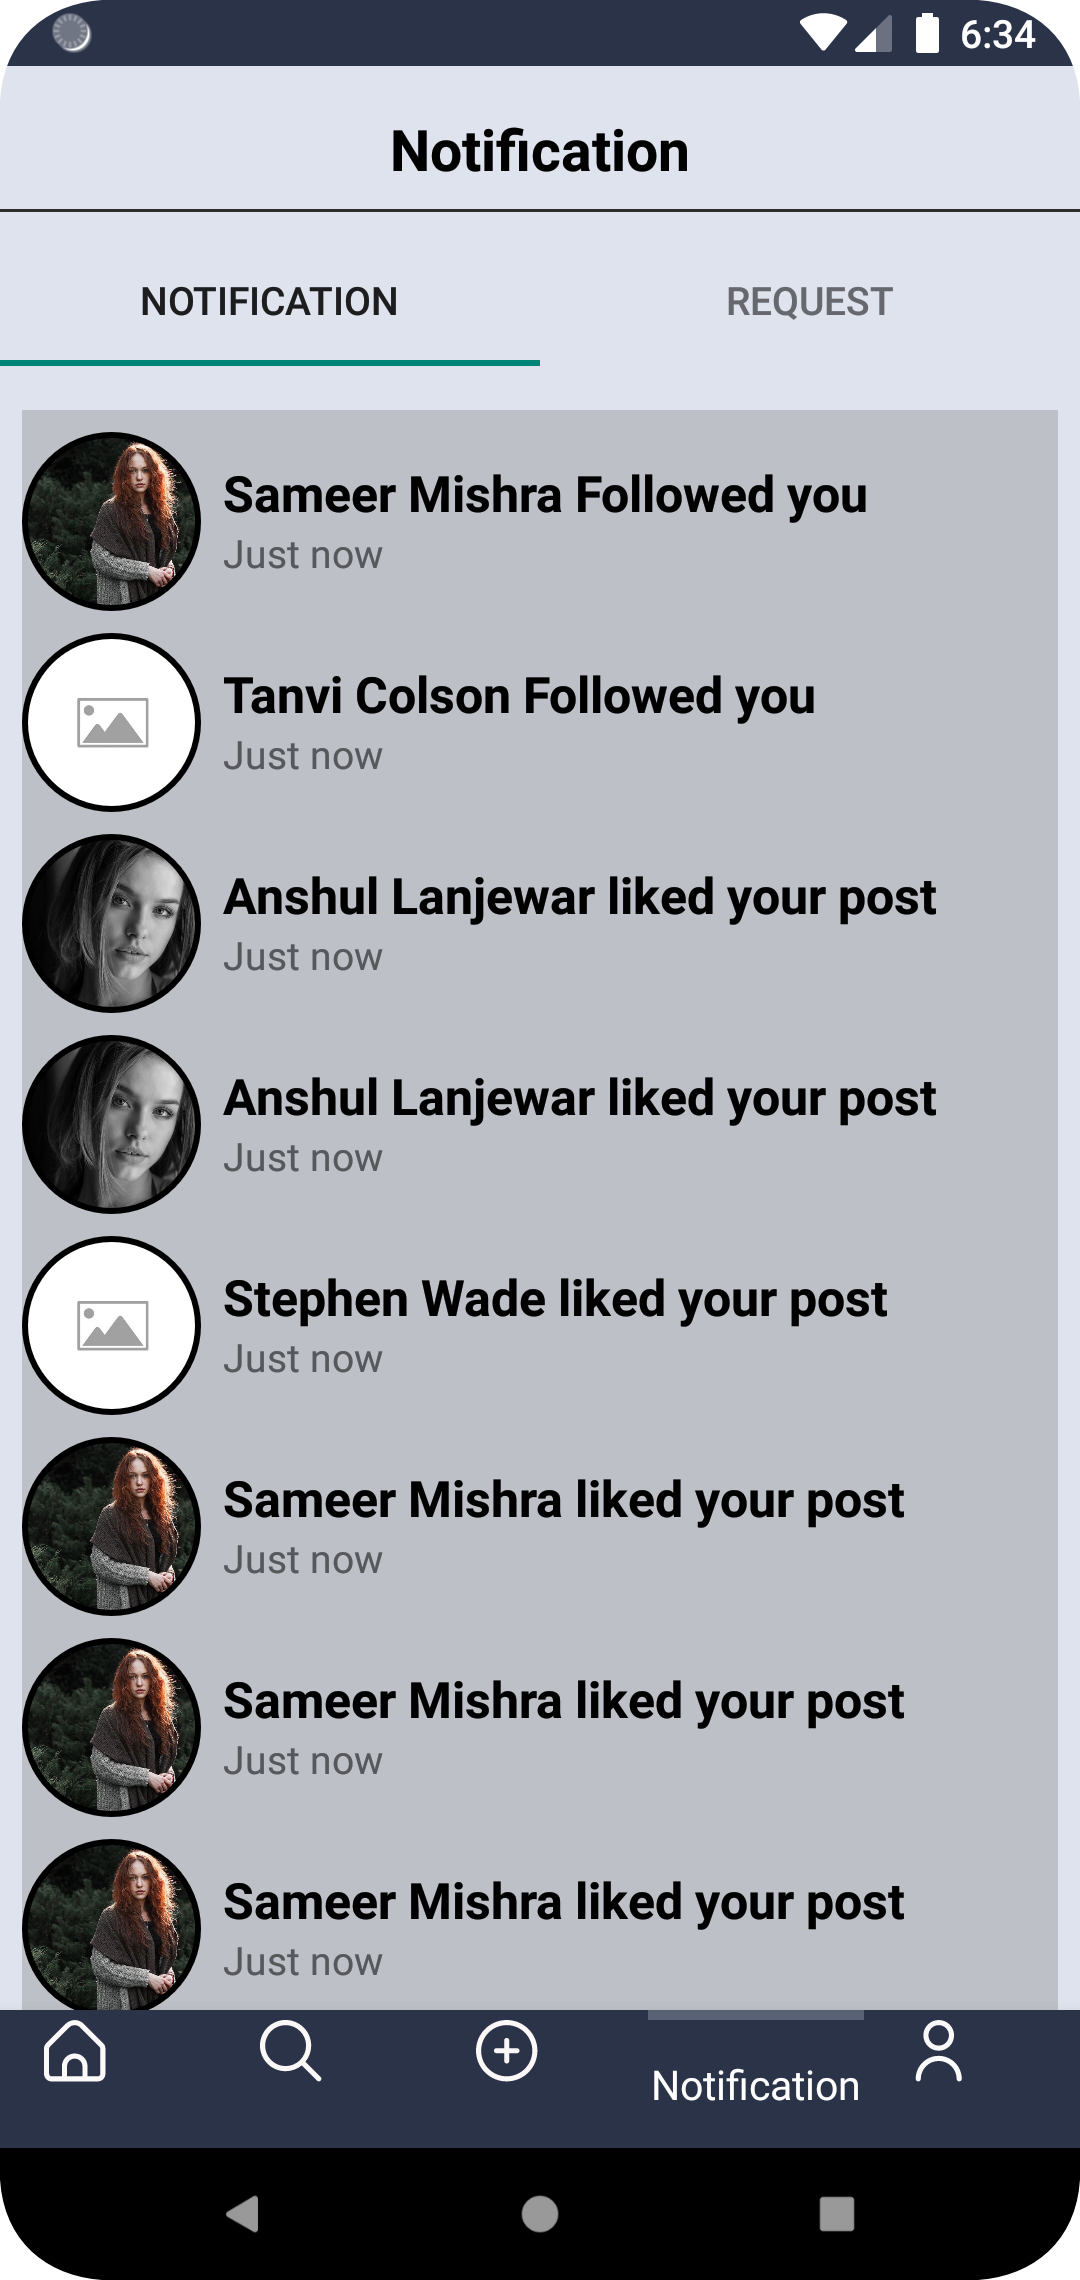 6:34
Notification
NOTIFICATION
REQUEST
Sameer Mishra Followed you
Just now
Tanvi Colson Followed you
Just now
Anshul Lanjewar liked your post
Just now
Anshul Lanjewar liked your post
Just now
Stephen Wade liked your post
Just now
Sameer Mishra liked your post
Just now
Sameer Mishra liked your post
Just now
Sameer Mishra liked your post
Just now
Notification